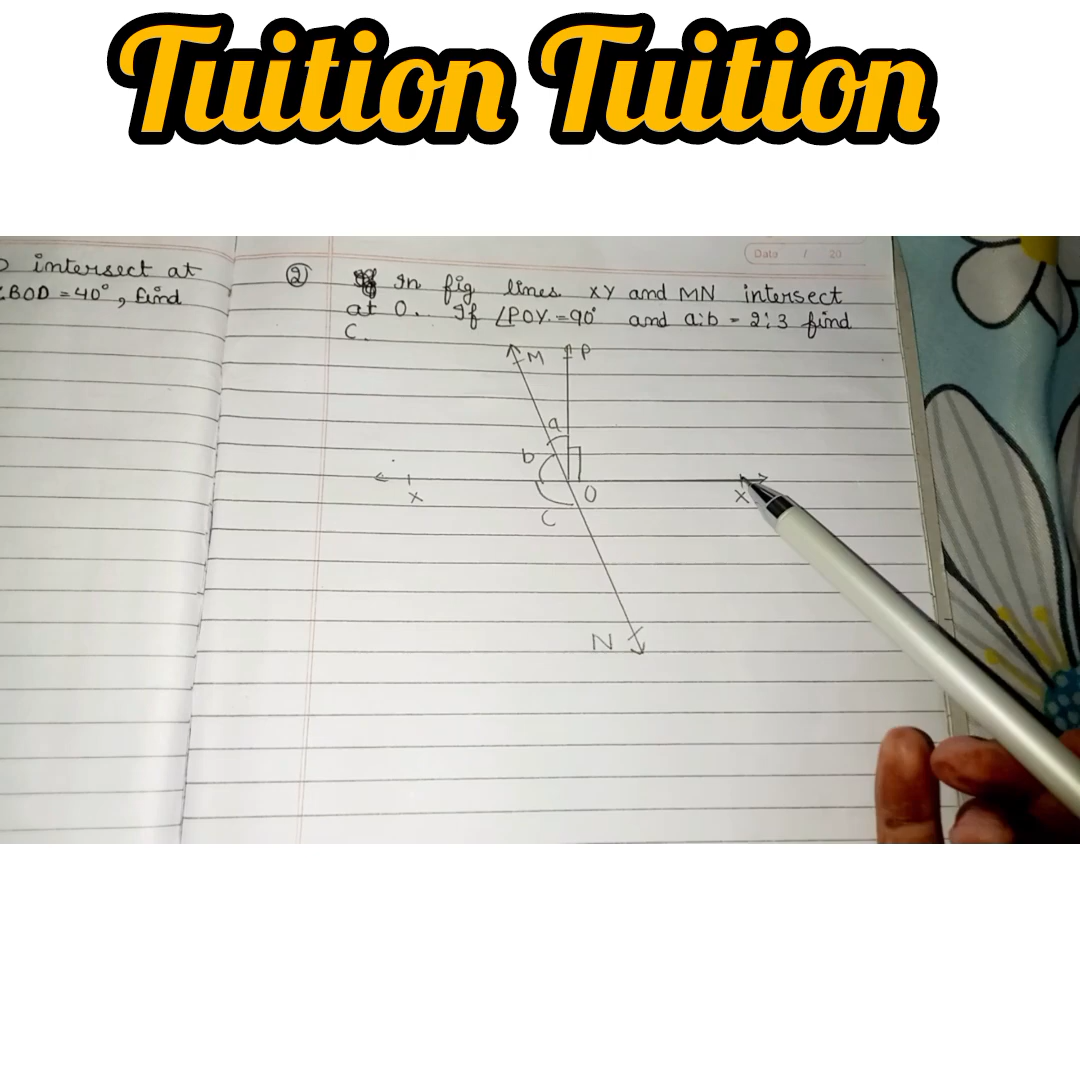 Tuition Tuition
Date / 20
intersect at
∠BOD = 40°, find
② In fig lines XY and MN intersect
at O. If ∠POY = 90° and a:b = 2:3 find
C.
M P
a
b
X O X
C
N